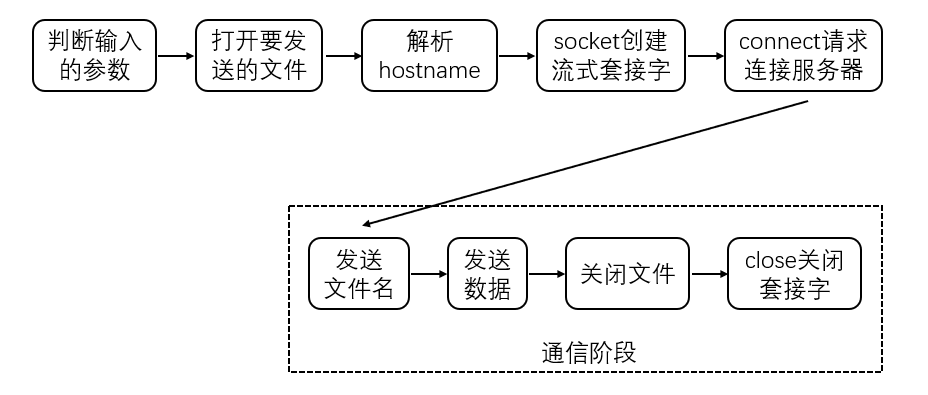 判断输入
的参数
打开要发
送的文件
解析
hostname
socket创建
流式套接字
connect请求
连接服务器
发送
文件名
发送
数据
关闭文件
close关闭
套接字
通信阶段